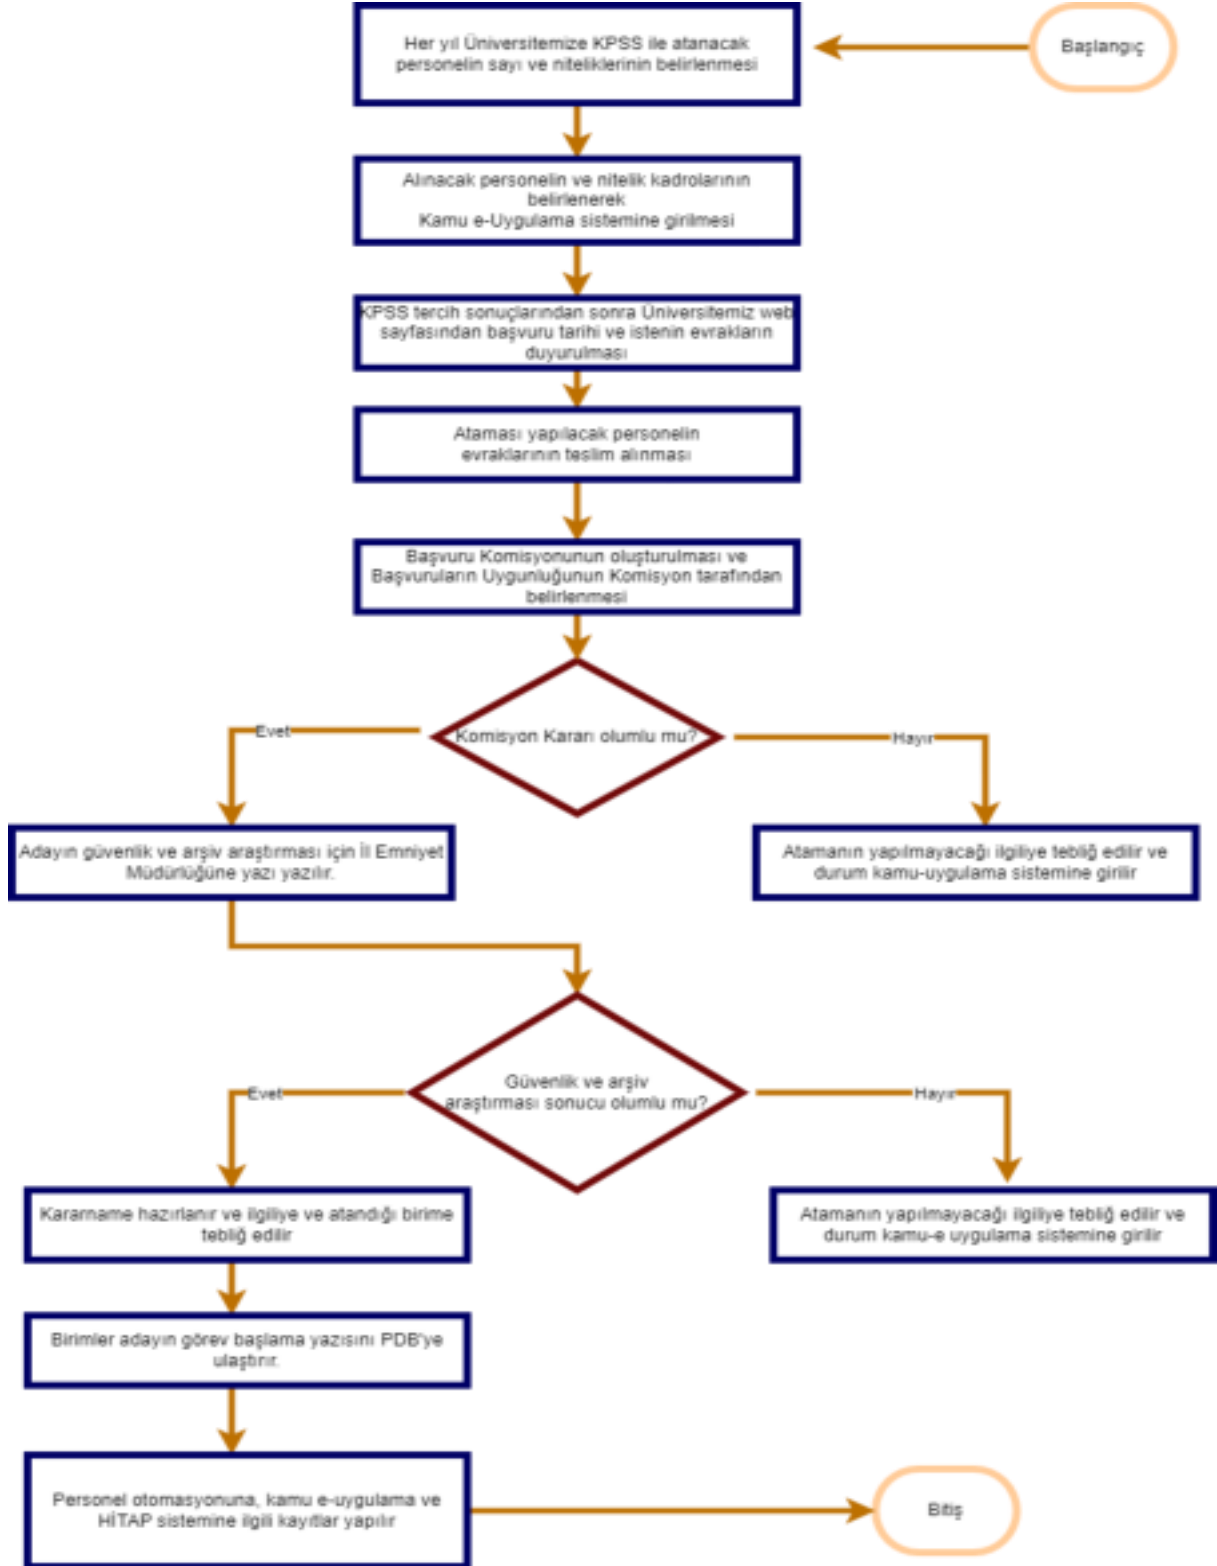 Başlangıç
Her yıl Üniversitemize KPSS ile atanacak
personelin sayı ve niteliklerinin belirlenmesi
Alınacak personelin ve nitelik kadrolarının
belirlenerek
Kamu e-Uygulama sistemine girilmesi
KPSS tercih sonuçlarından sonra Üniversitemiz web
sayfasından başvuru tarihi ve istenin evrakların
duyurulması
Ataması yapılacak personelin
evraklarının teslim alınması
Başvuru Komisyonunun oluşturulması ve
Başvuruların Uygunluğunun Komisyon tarafından
belirlenmesi
Komisyon Kararı olumlu mu?
Evet
Hayır
Adayın güvenlik ve arşiv araştırması için İl Emniyet
Müdürlüğüne yazı yazılır.
Atamanın yapılmayacağı ilgiliye tebliğ edilir ve
durum kamu-uygulama sistemine girilir
Güvenlik ve arşiv
araştırması sonucu olumlu mu?
Evet
Hayır
Kararname hazırlanır ve ilgiliye ve atandığı birime
tebliğ edilir
Atamanın yapılmayacağı ilgiliye tebliğ edilir ve
durum kamu-e uygulama sistemine girilir
Birimler adayın görev başlama yazısını PDB'ye
ulaştırır.
Personel otomasyonuna, kamu e-uygulama ve
HİTAP sistemine ilgili kayıtlar yapılır
Bitiş